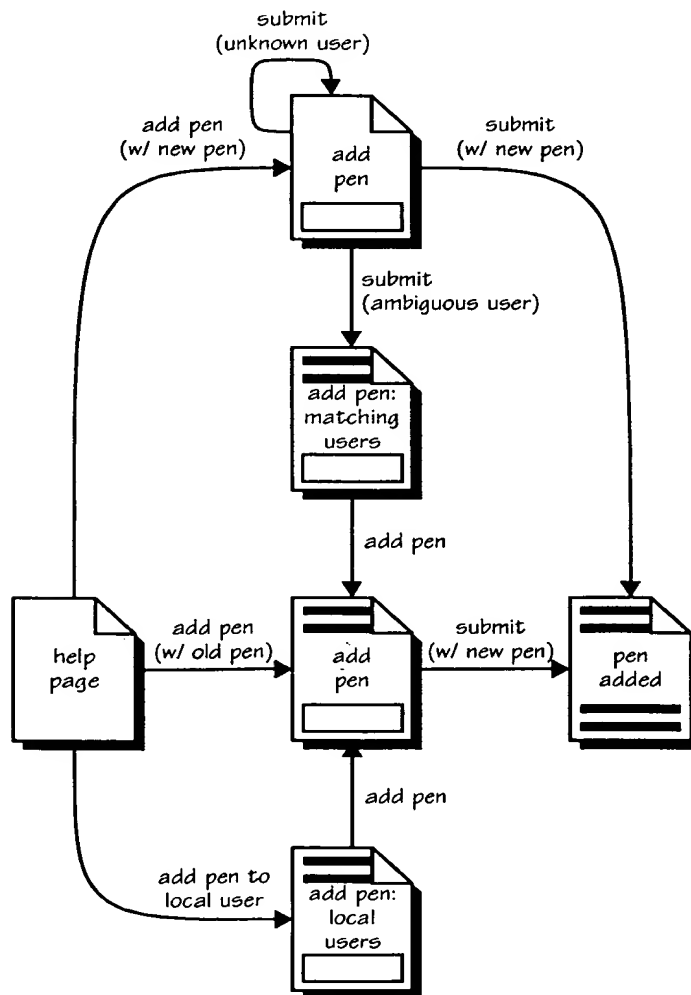 submit
(unknown user)
add pen
(w/ new pen)
add
pen
submit
(w/ new pen)
submit
(ambiguous user)
add pen:
matching
users
add pen
help
page
add pen
(w/ old pen)
add
pen
submit
(w/ new pen)
pen
added
add pen
add pen to
local user
add pen:
local
users